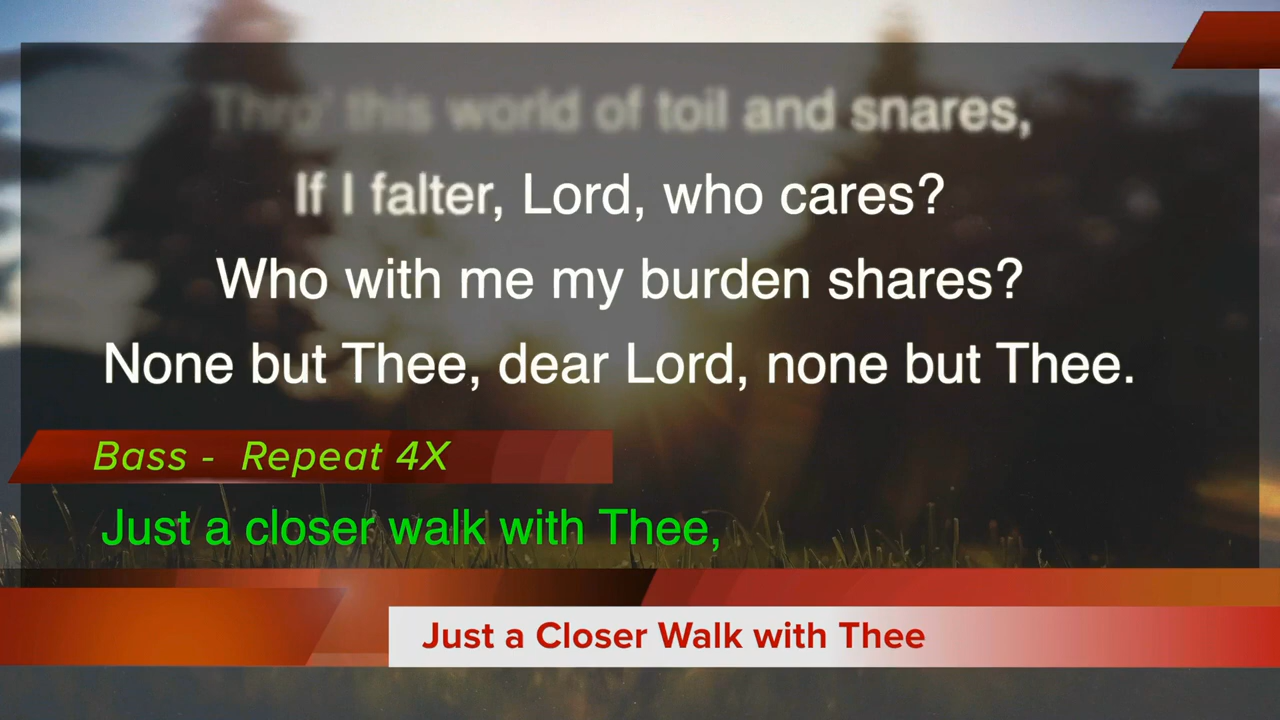 Thro' this world of toil and snares,
If I falter, Lord, who cares?
Who with me my burden shares?
None but Thee, dear Lord, none but Thee.
Bass - Repeat 4X
Just a closer walk with Thee,
Just a Closer Walk with Thee